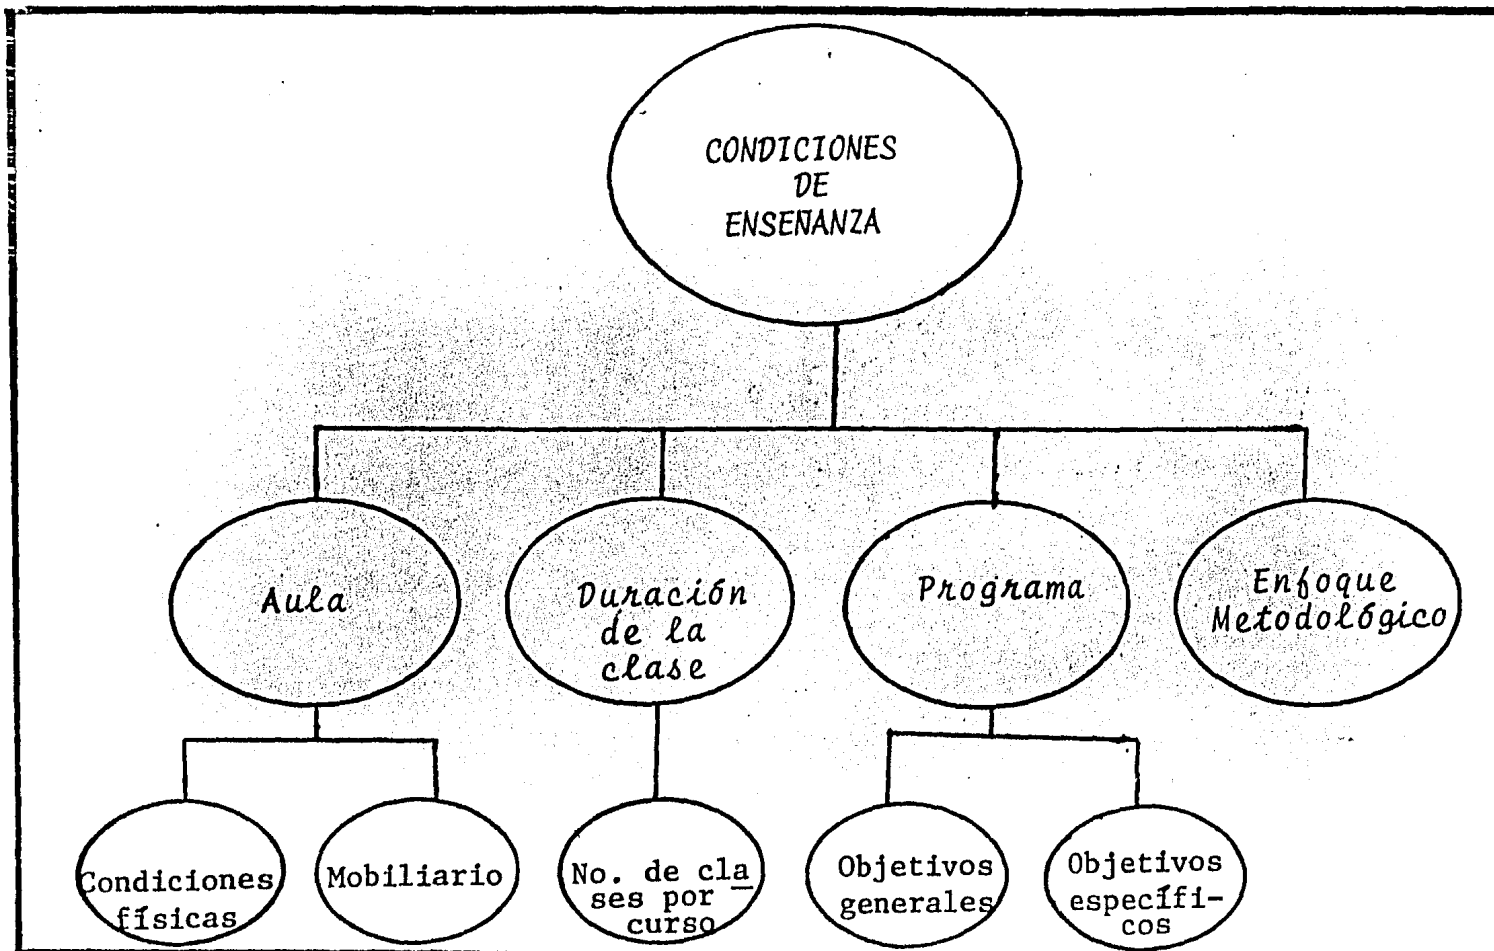 CONDICIONES
DE
ENSEÑANZA
Aula
Duración
de la
clase
Programa
Enfoque
Metodológico
Condiciones
físicas
Mobiliario
No. de cla
ses por
curso
Objetivos
generales
Objetivos
específi-
cos